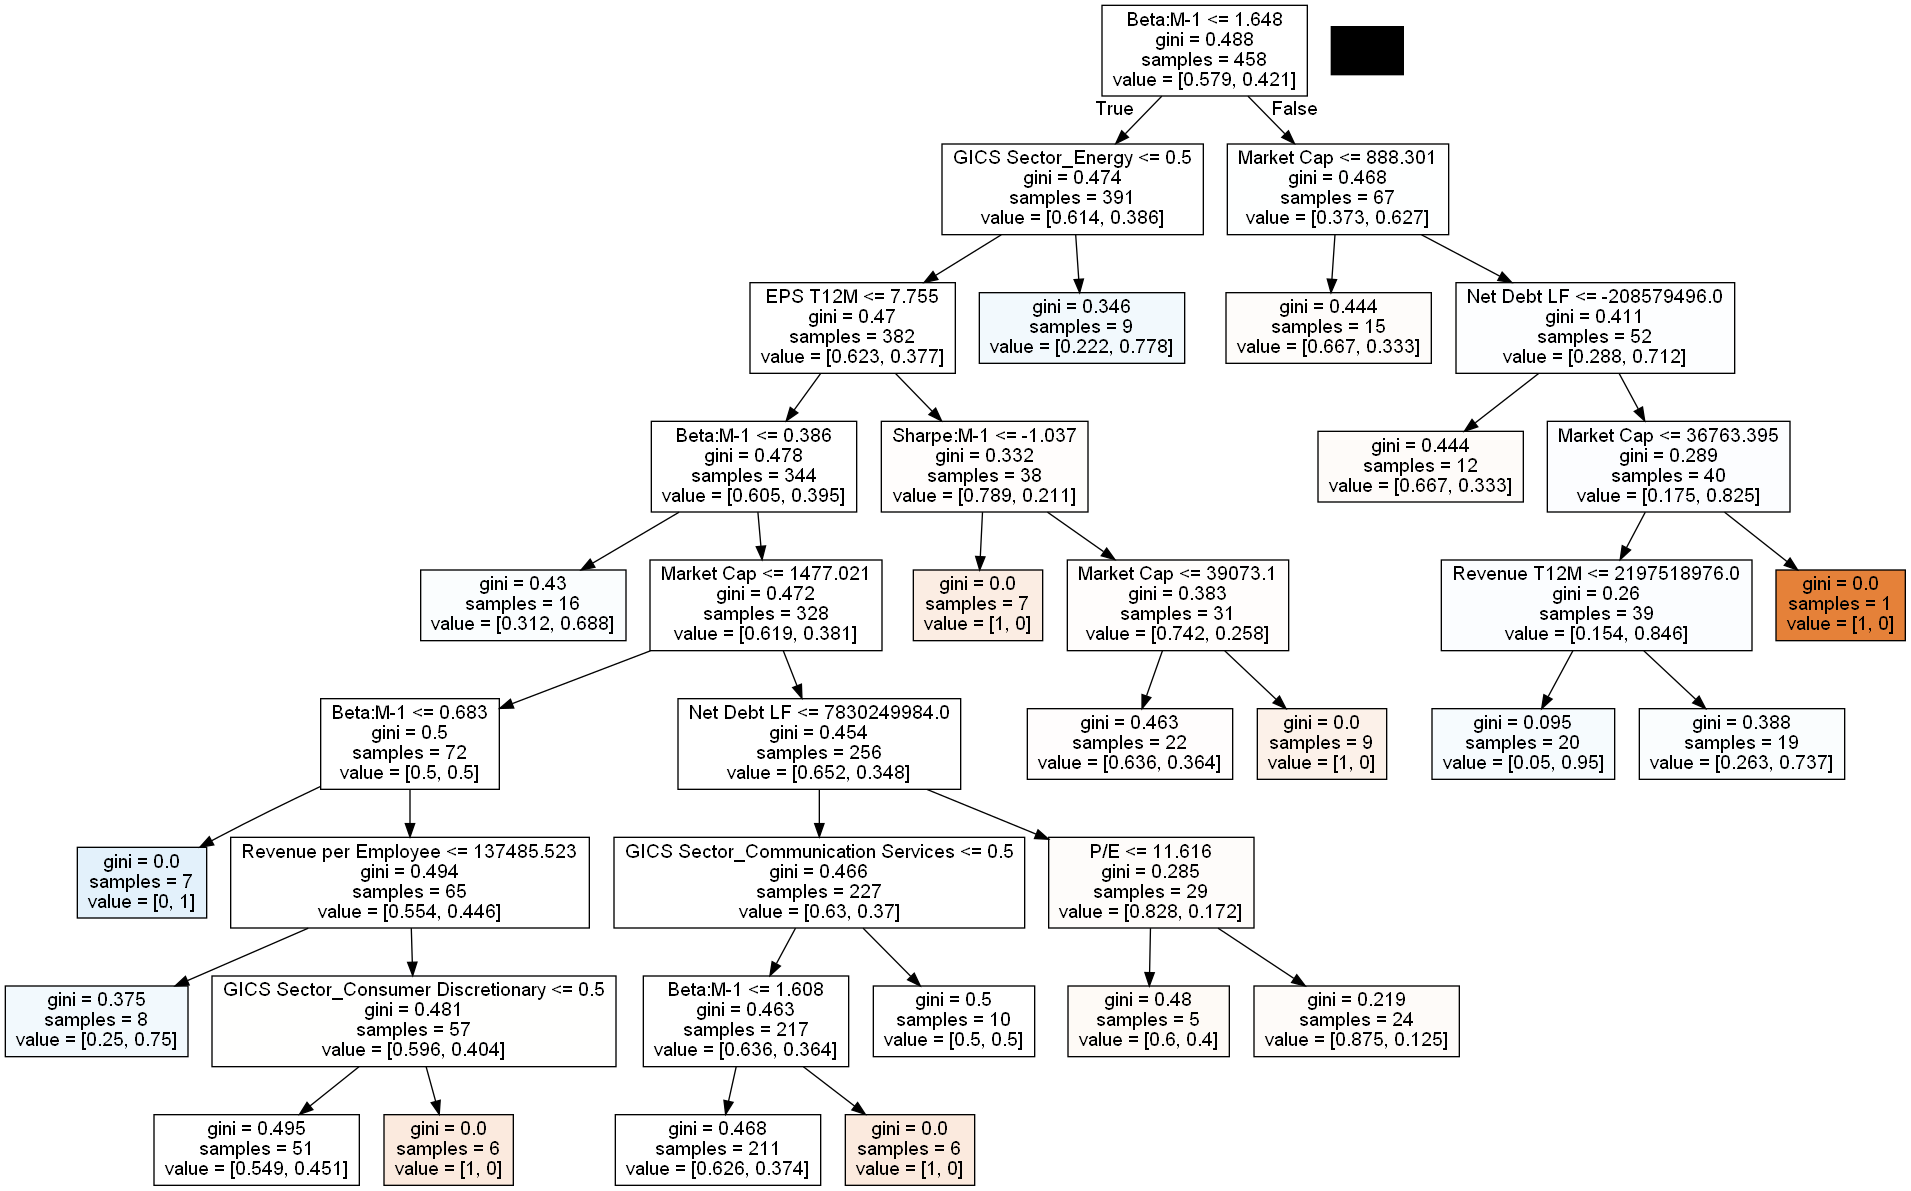 Beta:M-1 <= 1.648
gini = 0.488
samples = 458
value = [0.579, 0.421]
True
False
GICS Sector_Energy <= 0.5
gini = 0.474
samples = 391
value = [0.614, 0.386]
Market Cap <= 888.301
gini = 0.468
samples = 67
value = [0.373, 0.627]
EPS T12M <= 7.755
gini = 0.47
samples = 382
value = [0.623, 0.377]
gini = 0.346
samples = 9
value = [0.222, 0.778]
gini = 0.444
samples = 15
value = [0.667, 0.333]
Net Debt LF <= -208579496.0
gini = 0.411
samples = 52
value = [0.288, 0.712]
Beta:M-1 <= 0.386
gini = 0.478
samples = 344
value = [0.605, 0.395]
Sharpe:M-1 <= -1.037
gini = 0.332
samples = 38
value = [0.789, 0.211]
gini = 0.444
samples = 12
value = [0.667, 0.333]
Market Cap <= 36763.395
gini = 0.289
samples = 40
value = [0.175, 0.825]
gini = 0.43
samples = 16
value = [0.312, 0.688]
Market Cap <= 1477.021
gini = 0.472
samples = 328
value = [0.619, 0.381]
gini = 0.0
samples = 7
value = [1, 0]
Market Cap <= 39073.1
gini = 0.383
samples = 31
value = [0.742, 0.258]
Revenue T12M <= 2197518976.0
gini = 0.26
samples = 39
value = [0.154, 0.846]
gini = 0.0
samples = 1
value = [1, 0]
Beta:M-1 <= 0.683
gini = 0.5
samples = 72
value = [0.5, 0.5]
Net Debt LF <= 7830249984.0
gini = 0.454
samples = 256
value = [0.652, 0.348]
gini = 0.463
samples = 22
value = [0.636, 0.364]
gini = 0.0
samples = 9
value = [1, 0]
gini = 0.095
samples = 20
value = [0.05, 0.95]
gini = 0.388
samples = 19
value = [0.263, 0.737]
gini = 0.0
samples = 7
value = [0, 1]
Revenue per Employee <= 137485.523
gini = 0.494
samples = 65
value = [0.554, 0.446]
GICS Sector_Communication Services <= 0.5
gini = 0.466
samples = 227
value = [0.63, 0.37]
P/E <= 11.616
gini = 0.285
samples = 29
value = [0.828, 0.172]
gini = 0.375
samples = 8
value = [0.25, 0.75]
GICS Sector_Consumer Discretionary <= 0.5
gini = 0.481
samples = 57
value = [0.596, 0.404]
Beta:M-1 <= 1.608
gini = 0.463
samples = 217
value = [0.636, 0.364]
gini = 0.5
samples = 10
value = [0.5, 0.5]
gini = 0.48
samples = 5
value = [0.6, 0.4]
gini = 0.219
samples = 24
value = [0.875, 0.125]
gini = 0.495
samples = 51
value = [0.549, 0.451]
gini = 0.0
samples = 6
value = [1, 0]
gini = 0.468
samples = 211
value = [0.626, 0.374]
gini = 0.0
samples = 6
value = [1, 0]